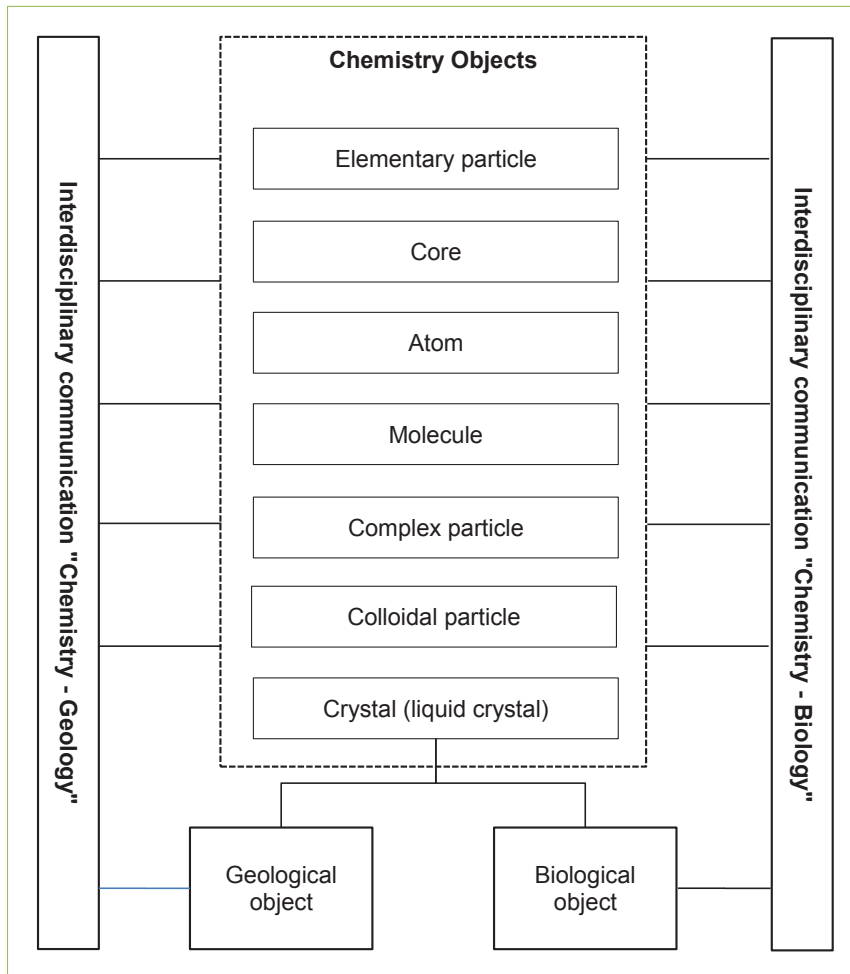 Chemistry Objects
Elementary particle
Core
Atom
Molecule
Complex particle
Colloidal particle
Crystal (liquid crystal)
Geological
object
Biological
object
Interdisciplinary communication "Chemistry - Geology"
Interdisciplinary communication "Chemistry - Biology"